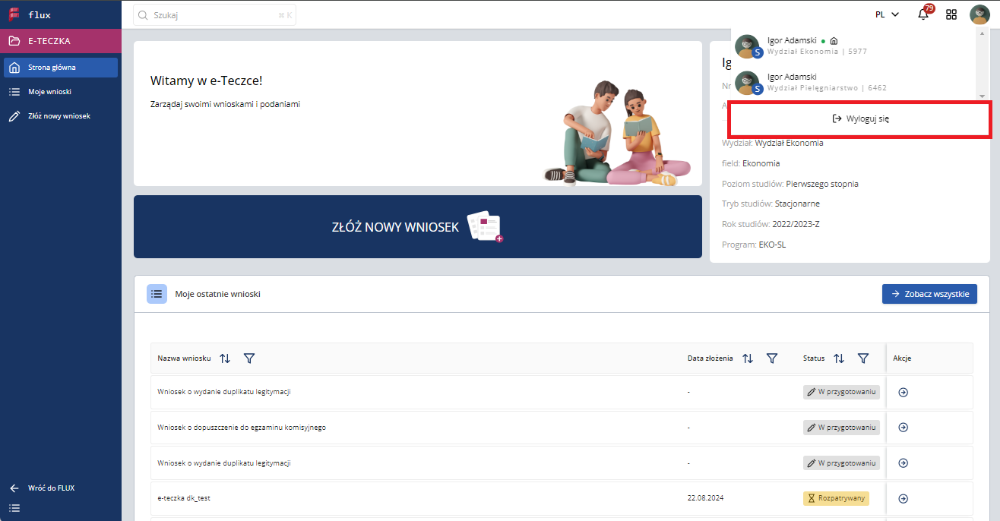 flux
Szukaj
⌘ K
PL
79
E-TECZKA
Strona główna
Moje wnioski
Złóż nowy wniosek
Wróć do FLUX
Witamy w e-Teczce!
Zarządaj swoimi wnioskami i podaniami
Igor Adamski
S
Wydział Ekonomia | 5977
Igor Adamski
S
Wydział Pielęgniarstwo | 6462
Wyloguj się
Ig
Nr
A
Wydział: Wydział Ekonomia
field: Ekonomia
Poziom studiów: Pierwszego stopnia
Tryb studiów: Stacjonarne
Rok studiów: 2022/2023-Z
Program: EKO-SL
ZŁÓŻ NOWY WNIOSEK
Moje ostatnie wnioski
Zobacz wszystkie
Nazwa wniosku Data złożenia Status Akcje
Wniosek o wydanie duplikatu legitymacji - W przygotowaniu
Wniosek o dopuszczenie do egzaminu komisyjnego - W przygotowaniu
Wniosek o wydanie duplikatu legitymacji - W przygotowaniu
e-teczka dk_test 22.08.2024 Rozpatrywany